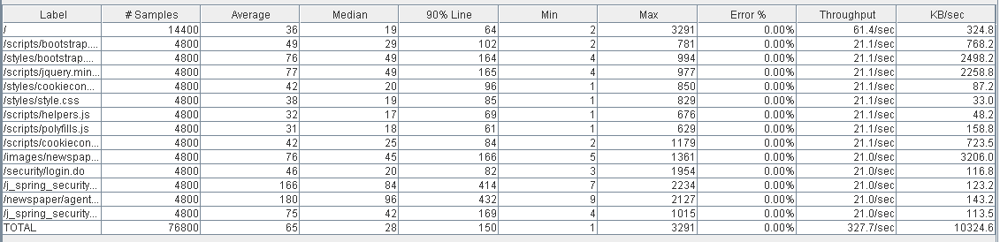 Label # Samples Average Median 90% Line Min Max Error % Throughput KB/sec
/ 14400 36 19 64 2 3291 0.00% 61.4/sec 324.8
/scripts/bootstrap.... 4800 49 29 102 2 781 0.00% 21.1/sec 768.2
/styles/bootstrap.... 4800 76 49 164 4 994 0.00% 21.1/sec 2498.2
/scripts/jquery.min... 4800 77 49 165 4 977 0.00% 21.1/sec 2258.8
/styles/cookiecon... 4800 42 20 96 1 850 0.00% 21.1/sec 87.2
/styles/style.css 4800 38 19 85 1 829 0.00% 21.1/sec 33.0
/scripts/helpers.js 4800 32 17 69 1 676 0.00% 21.1/sec 48.2
/scripts/polyfills.js 4800 31 18 61 1 629 0.00% 21.1/sec 158.8
/scripts/cookiecon... 4800 42 25 84 2 1179 0.00% 21.1/sec 723.5
/images/newspap... 4800 76 45 166 5 1361 0.00% 21.0/sec 3206.0
/security/login.do 4800 46 20 82 3 1954 0.00% 21.0/sec 116.8
/j_spring_security... 4800 166 84 414 7 2234 0.00% 21.0/sec 123.2
/newspaper/agent... 4800 180 96 432 9 2127 0.00% 21.0/sec 143.2
/j_spring_security... 4800 75 42 169 4 1015 0.00% 21.0/sec 113.5
TOTAL 76800 65 28 150 1 3291 0.00% 327.7/sec 10324.6